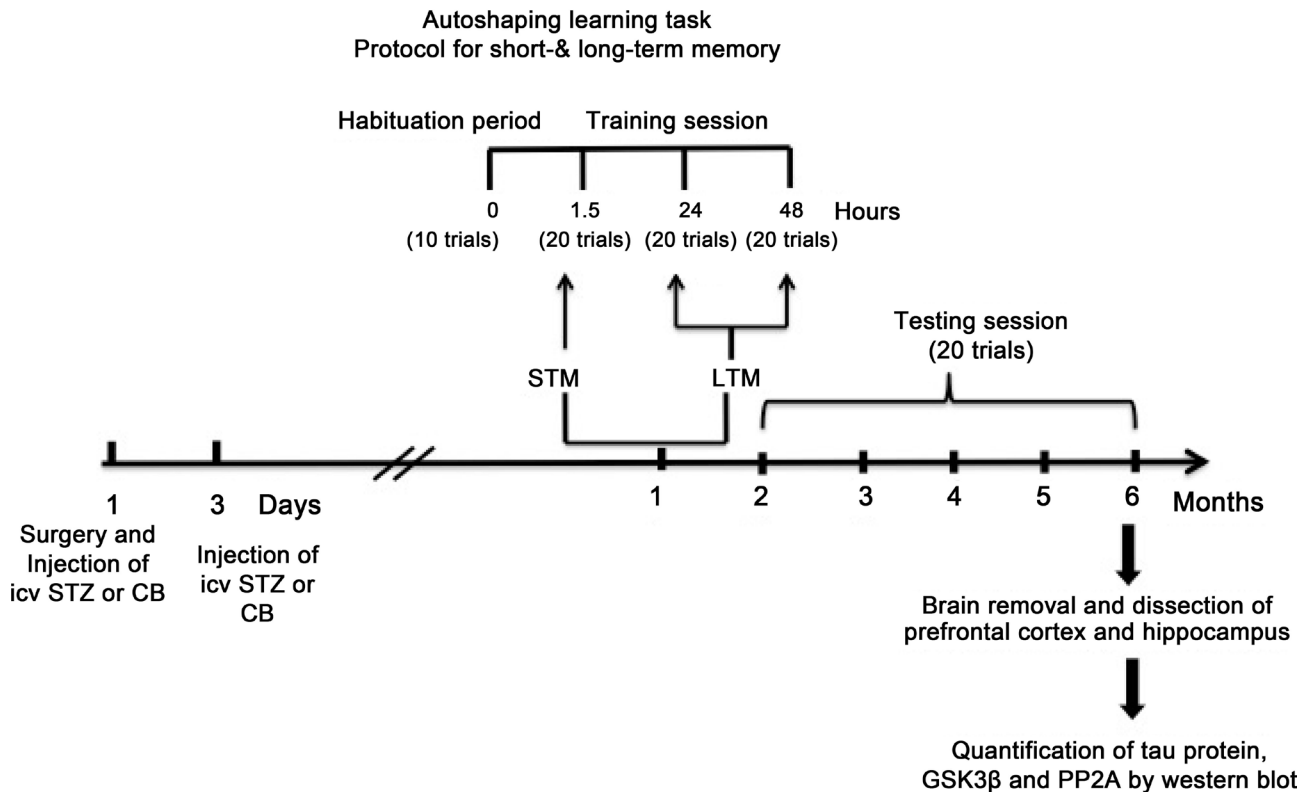 Autoshaping learning task
Protocol for short-& long-term memory
Habituation period Training session
0 1.5 24 48 Hours
(10 trials) (20 trials) (20 trials) (20 trials)
Testing session
(20 trials)
STM LTM
1 3 Days 1 2 3 4 5 6 Months
Surgery and
Injection of
icv STZ or CB
Injection of
icv STZ or
CB
Brain removal and dissection of
prefrontal cortex and hippocampus
Quantification of tau protein,
GSK3β and PP2A by western blot